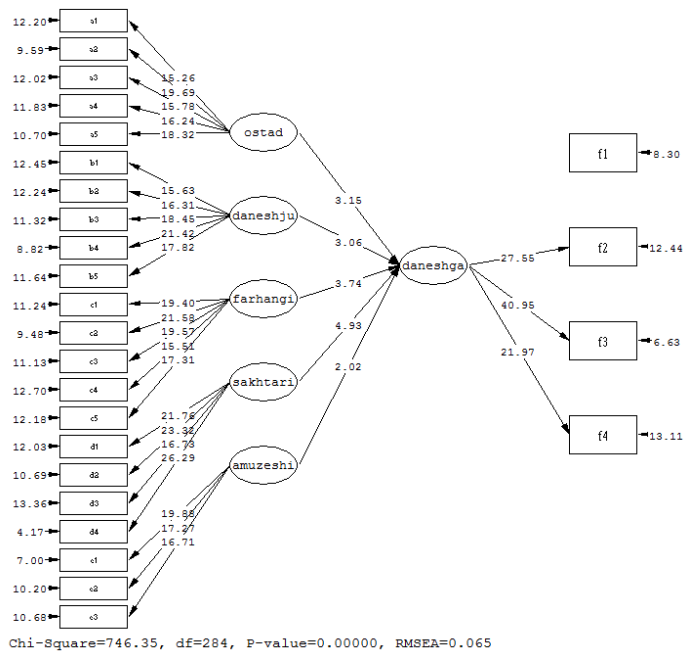 12.20 a1
9.59 a2
12.02 a3
11.83 a4
10.70 a5
12.45 b1
12.24 b2
11.32 b3
8.82 b4
11.64 b5
11.24 c1
9.48 c2
11.13 c3
12.70 c4
12.18 c5
12.03 d1
10.69 d2
13.36 d3
4.17 d4
7.00 e1
10.20 e2
10.68 e3
15.26
19.69
15.78
16.24
18.32
15.63
16.31
18.45
21.42
17.82
19.40
21.58
19.57
15.51
17.31
21.76
23.32
16.73
26.29
19.88
17.27
16.71
ostad
daneshju
farhangi
sakhtari
amuzeshi
3.15
3.06
3.74
4.93
2.02
daneshga
27.55
40.95
21.97
f1 8.30
f2 12.44
f3 6.63
f4 13.11
Chi-Square=746.35, df=284, P-value=0.00000, RMSEA=0.065